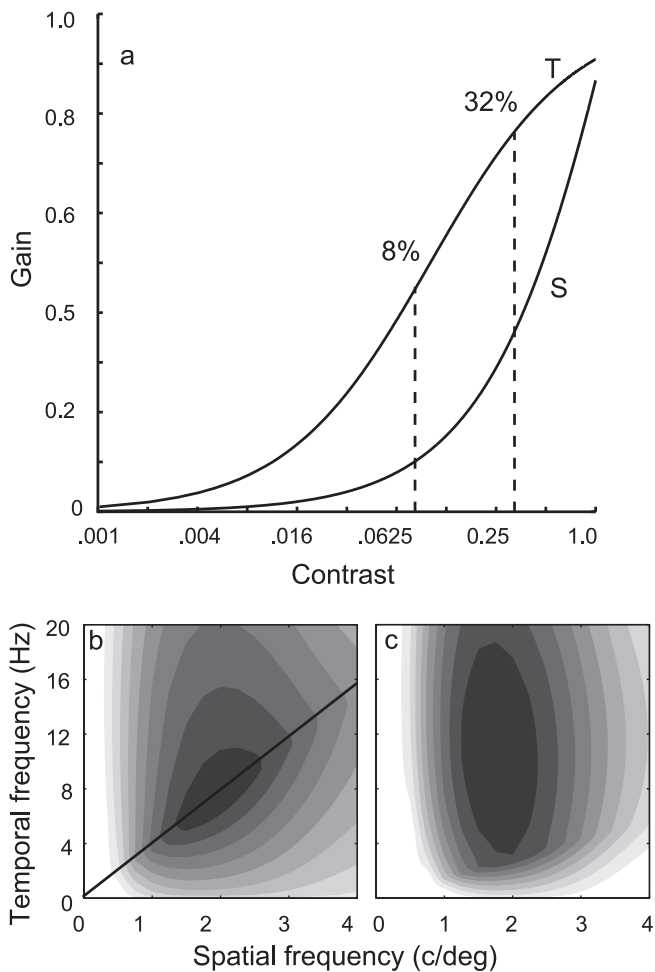 1.0
a
T
0.8
32%
0.6
8%
Gain
0.5
S
0.2
0
.001 .004 .016 .0625 0.25 1.0
Contrast
20 b c
16
12
8
4
0
Temporal frequency (Hz)
0 1 2 3 4 1 2 3 4
Spatial frequency (c/deg)